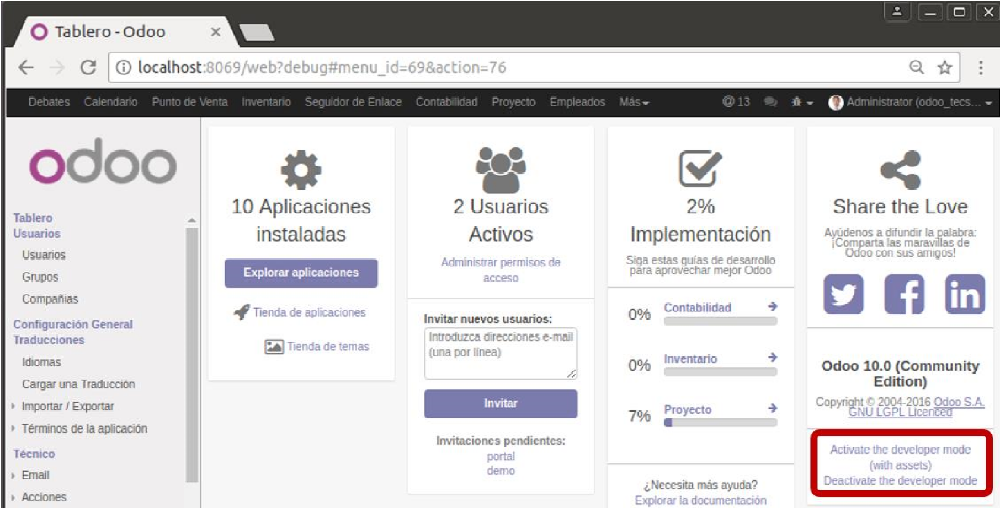 Tablero - Odoo
localhost:8069/web?debug#menu_id=69&action=76
Debates Calendario Punto de Venta Inventario Seguidor de Enlace Contabilidad Proyecto Empleados Más @ 13 Administrator (odoo_tecs...
odoo
Tablero
Usuarios
Usuarios
Grupos
Compañias
Configuración General
Traducciones
Idiomas
Cargar una Traducción
Importar / Exportar
Términos de la aplicación
Técnico
Email
Acciones
10 Aplicaciones
instaladas
Explorar aplicaciones
Tienda de aplicaciones
Tienda de temas
2 Usuarios
Activos
Administrar permisos de
acceso
Invitar nuevos usuarios:
Introduzca direcciones e-mail
(una por línea)
Invitar
Invitaciones pendientes:
portal
demo
2%
Implementación
Siga estas guías de desarrollo
para aprovechar mejor Odoo
0% Contabilidad
0% Inventario
7% Proyecto
¿Necesita más ayuda?
Explorar la documentación
Share the Love
Ayúdenos a difundir la palabra:
¡Comparta las maravillas de
Odoo con sus amigos!
Odoo 10.0 (Community
Edition)
Copyright © 2004-2016 Odoo S.A.
GNU LGPL Licenced
Activate the developer mode
(with assets)
Deactivate the developer mode